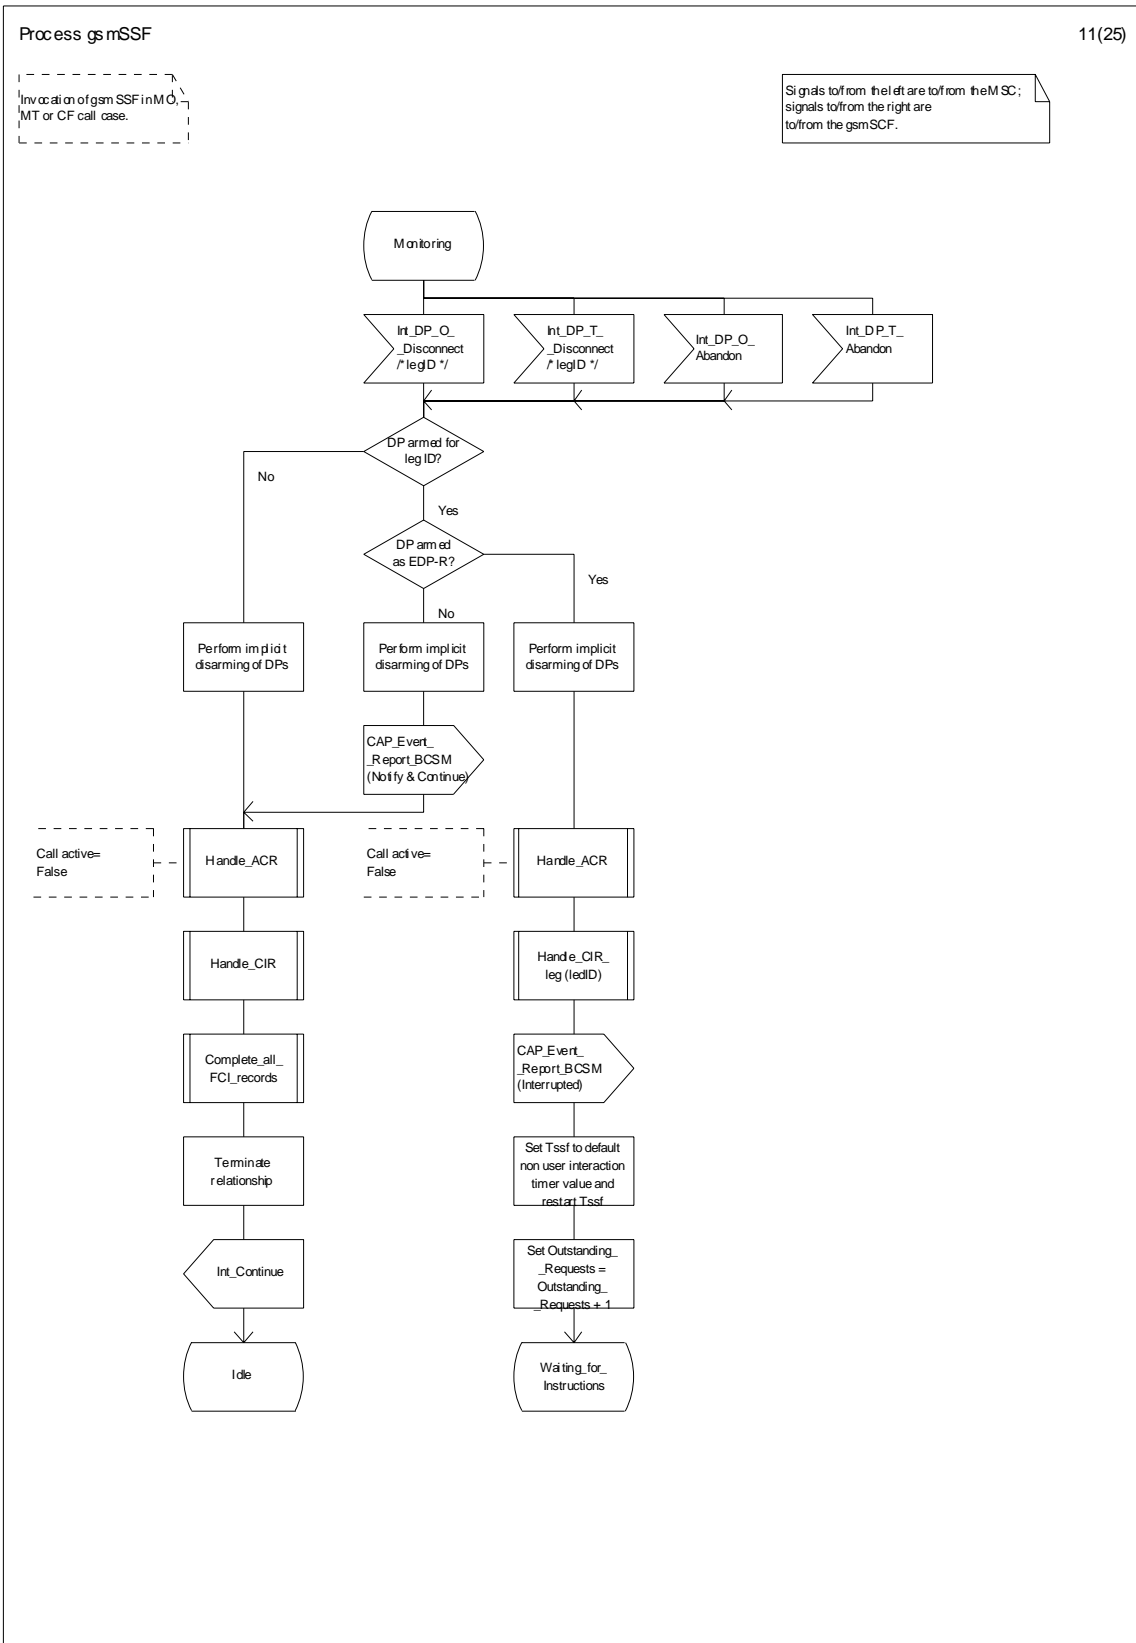 Process gsmSSF
11(25)
Invocation of gsmSSF in MO,
MT or CF call case.
Signals to/from the left are to/from the MSC;
signals to/from the right are
to/from the gsmSCF.
Monitoring
Int_DP_O_
_Disconnect
/* legID */
Int_DP_T_
_Disconnect
/* legID */
Int_DP_O_
Abandon
Int_DP_T_
Abandon
DP armed for
leg ID?
No
Yes
DP armed
as EDP-R?
Yes
No
Perform implicit
disarming of DPs
Perform implicit
disarming of DPs
Perform implicit
disarming of DPs
CAP_Event_
_Report_BCSM
(Notify & Continue)
Call active=
False
Handle_ACR
Call active=
False
Handle_ACR
Handle_CIR
Handle_CIR_
leg (ledID)
Complete_all_
FCI_records
CAP_Event_
_Report_BCSM
(Interrupted)
Terminate
relationship
Set Tssf to default
non user interaction
timer value and
restart Tssf
Int_Continue
Set Outstanding_
_Requests =
Outstanding_
_Requests + 1
Idle
Waiting_for_
Instructions